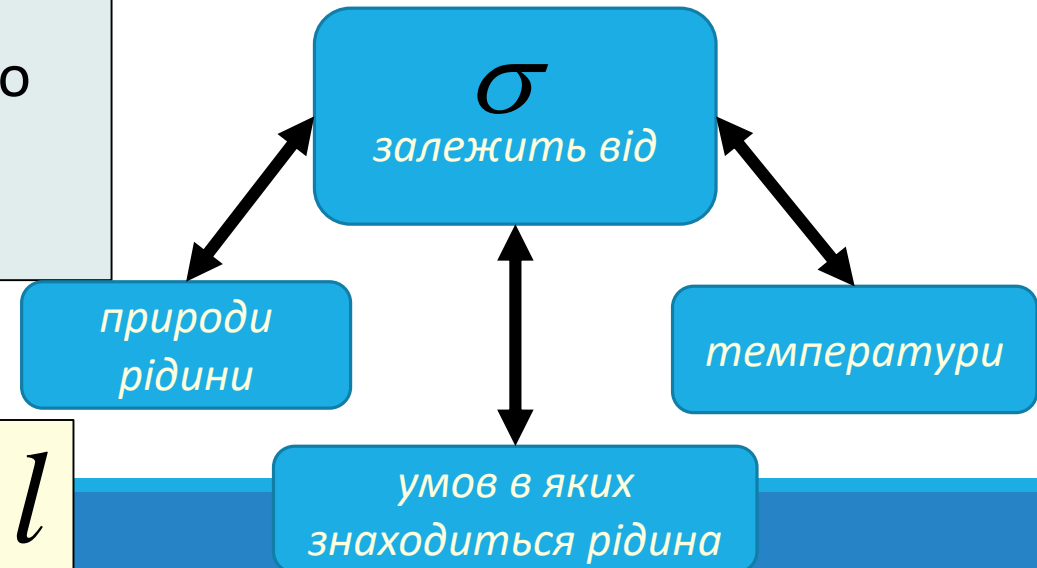 о
σ
залежить від
природи
рідини
температури
l
умов в яких
знаходиться рідина